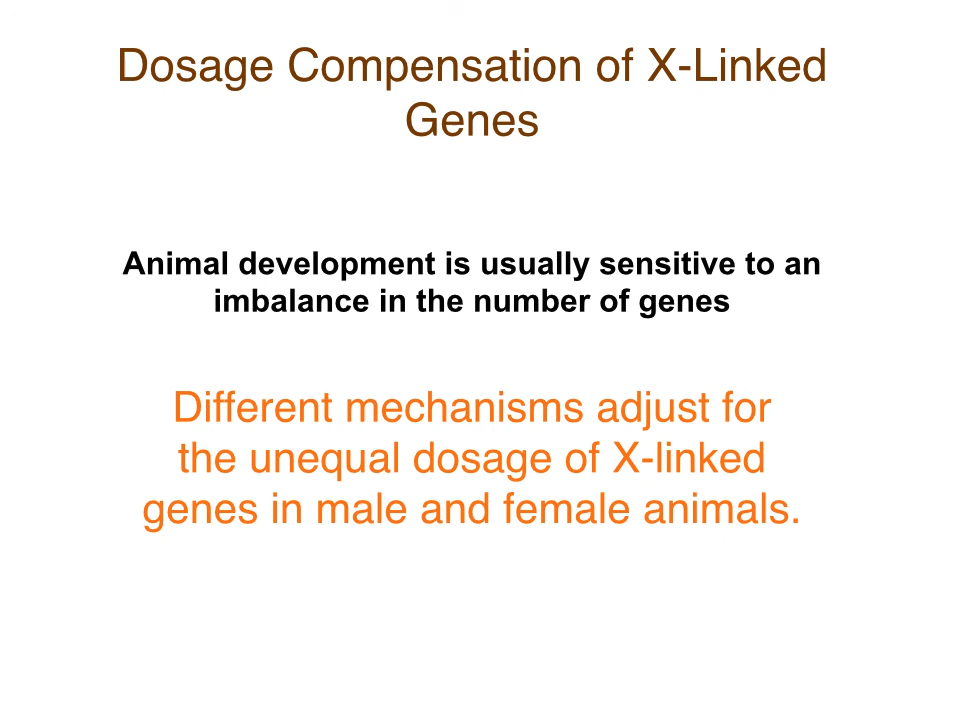 Dosage Compensation of X-Linked
Genes
Animal development is usually sensitive to an
imbalance in the number of genes
Different mechanisms adjust for
the unequal dosage of X-linked
genes in male and female animals.